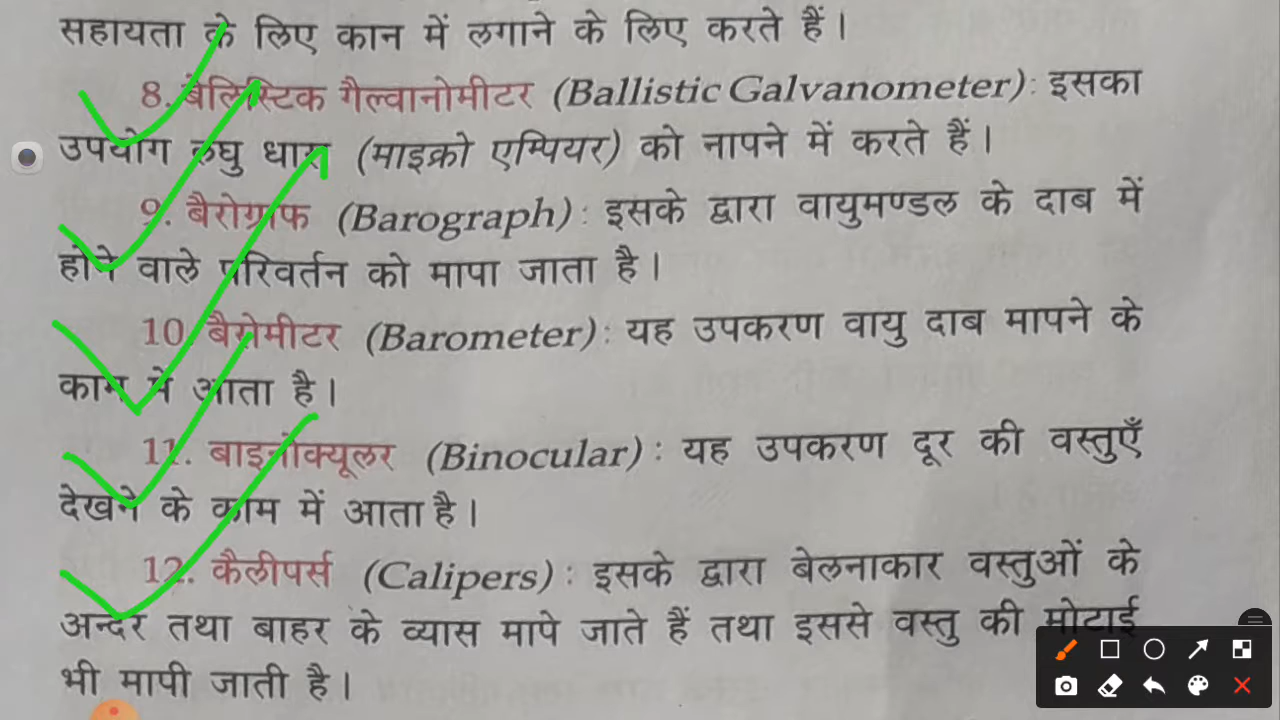 सहायता के लिए कान में लगाने के लिए करते हैं।
8. बैलिस्टिक गैल्वानोमीटर (Ballistic Galvanometer): इसका
उपयोग लघु धारा (माइक्रो एम्पियर) को नापने में करते हैं।
9. बैरोग्राफ (Barograph): इसके द्वारा वायुमण्डल के दाब में
होने वाले परिवर्तन को मापा जाता है।
10. बैरोमीटर (Barometer): यह उपकरण वायु दाब मापने के
काम में आता है।
11. बाइनोक्यूलर (Binocular): यह उपकरण दूर की वस्तुएँ
देखने के काम में आता है।
12. कैलीपर्स (Calipers): इसके द्वारा बेलनाकार वस्तुओं के
अन्दर तथा बाहर के व्यास मापे जाते हैं तथा इससे वस्तु की मोटाई
भी मापी जाती है।